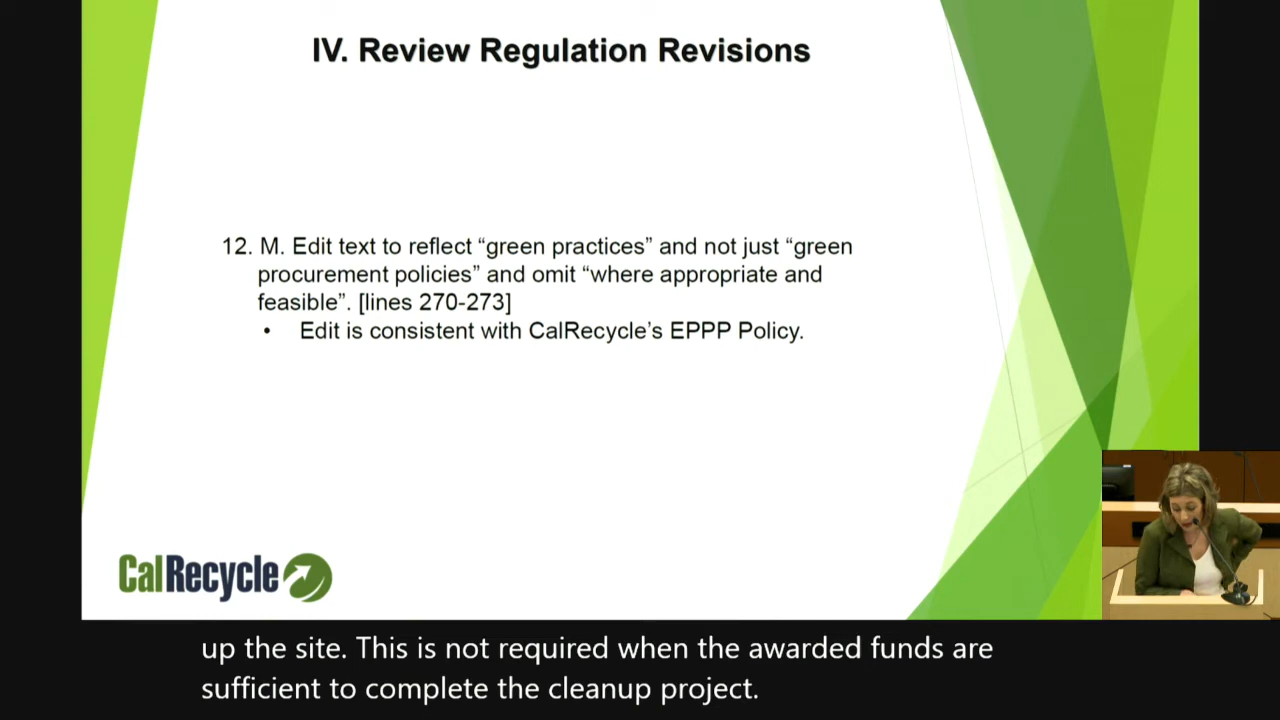 IV. Review Regulation Revisions
12. M. Edit text to reflect “green practices” and not just “green
procurement policies” and omit “where appropriate and
feasible”. [lines 270-273]
• Edit is consistent with CalRecycle’s EPPP Policy.
CalRecycle
up the site. This is not required when the awarded funds are
sufficient to complete the cleanup project.